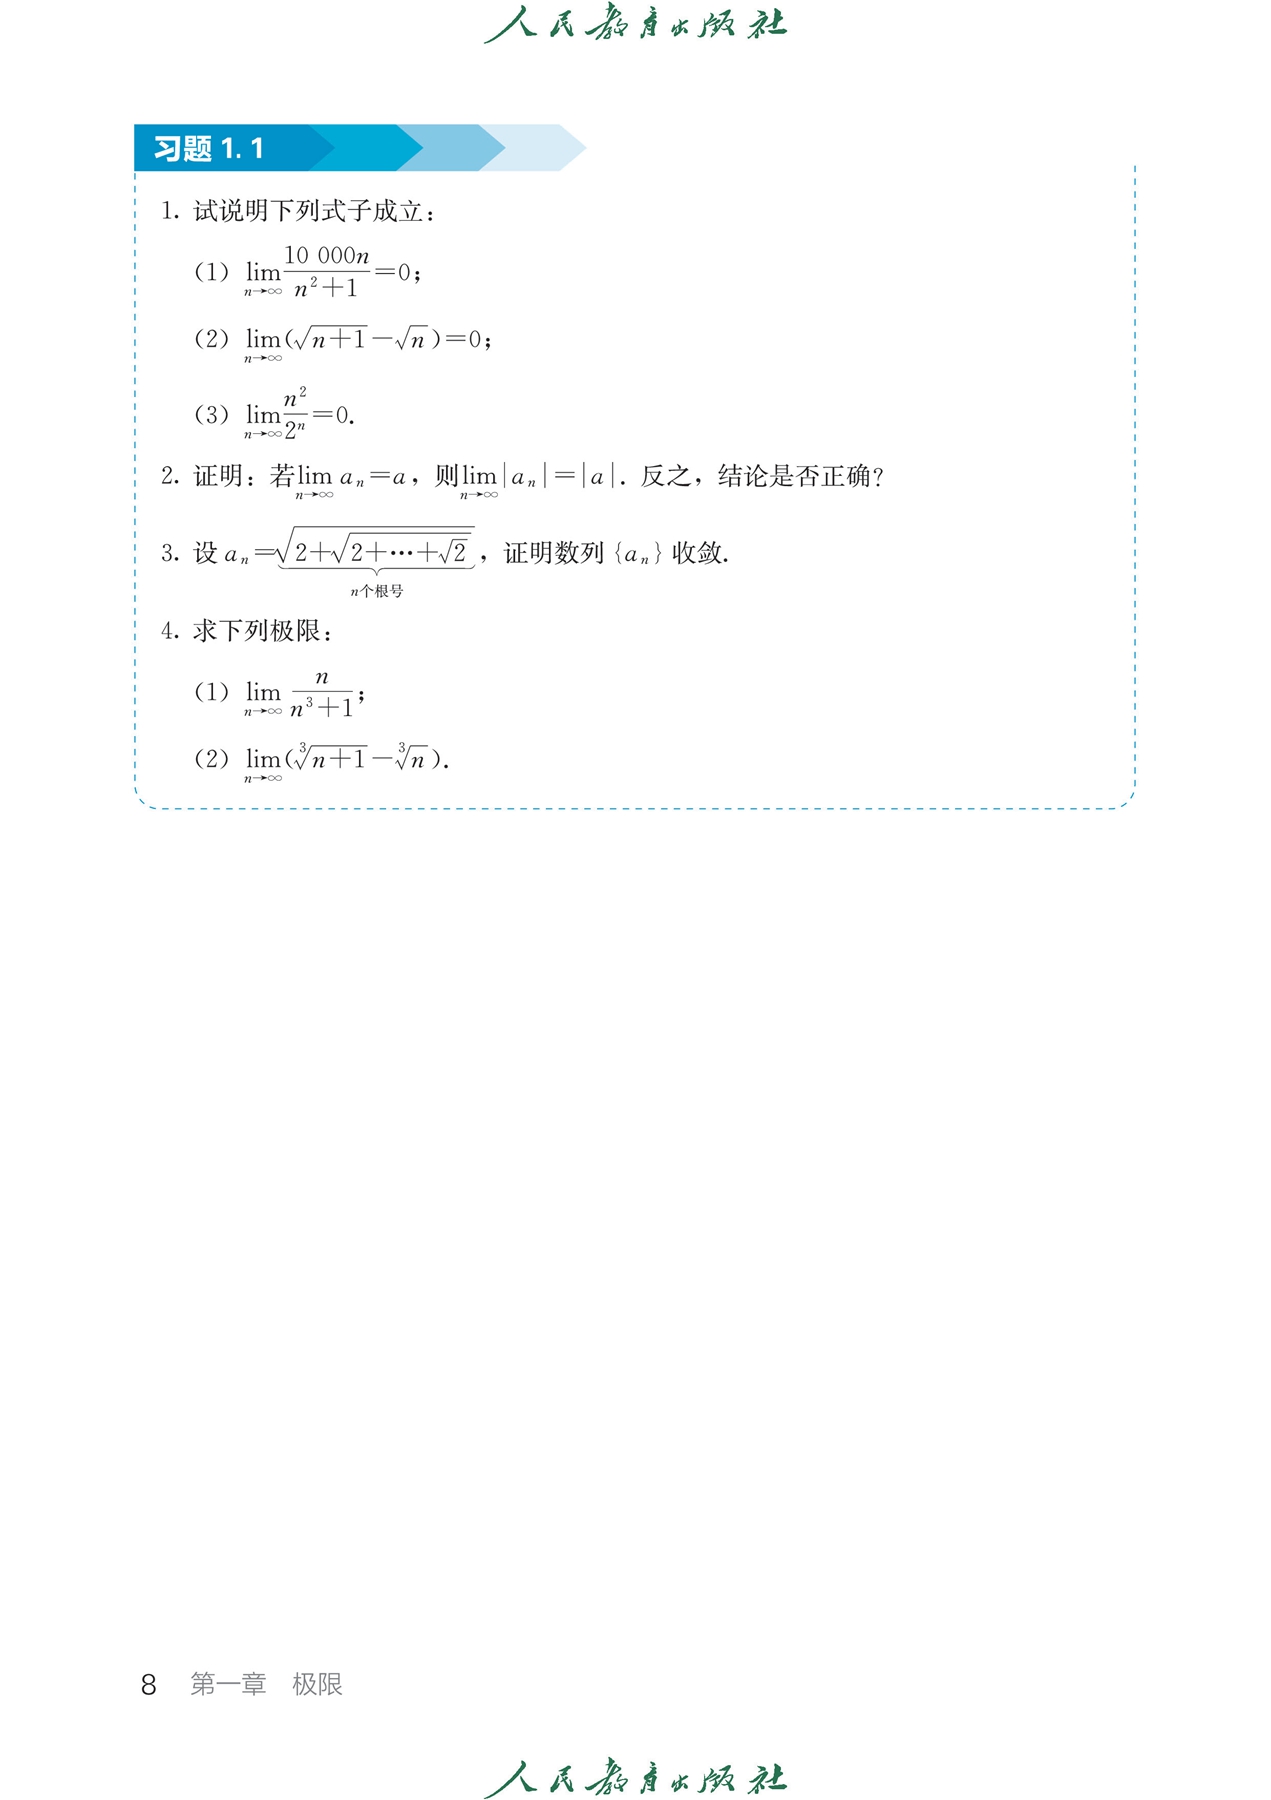 人民教育出版社
习题 1.1
1. 试说明下列式子成立：
（1）$\lim\limits_{n\to\infty}\dfrac{10\ 000n}{n^2+1}=0$；
（2）$\lim\limits_{n\to\infty}(\sqrt{n+1}-\sqrt{n})=0$；
（3）$\lim\limits_{n\to\infty}\dfrac{n^2}{2^n}=0$.
2. 证明：若$\lim\limits_{n\to\infty}a_n=a$，则$\lim\limits_{n\to\infty}|a_n|=|a|$. 反之，结论是否正确？
3. 设 $a_n=\underbrace{\sqrt{2+\sqrt{2+\cdots+\sqrt{2}}}}_{n个根号}$，证明数列 $\{a_n\}$ 收敛.
4. 求下列极限：
（1）$\lim\limits_{n\to\infty}\dfrac{n}{n^3+1}$；
（2）$\lim\limits_{n\to\infty}(\sqrt[3]{n+1}-\sqrt[3]{n})$.
8 第一章 极限
人民教育出版社